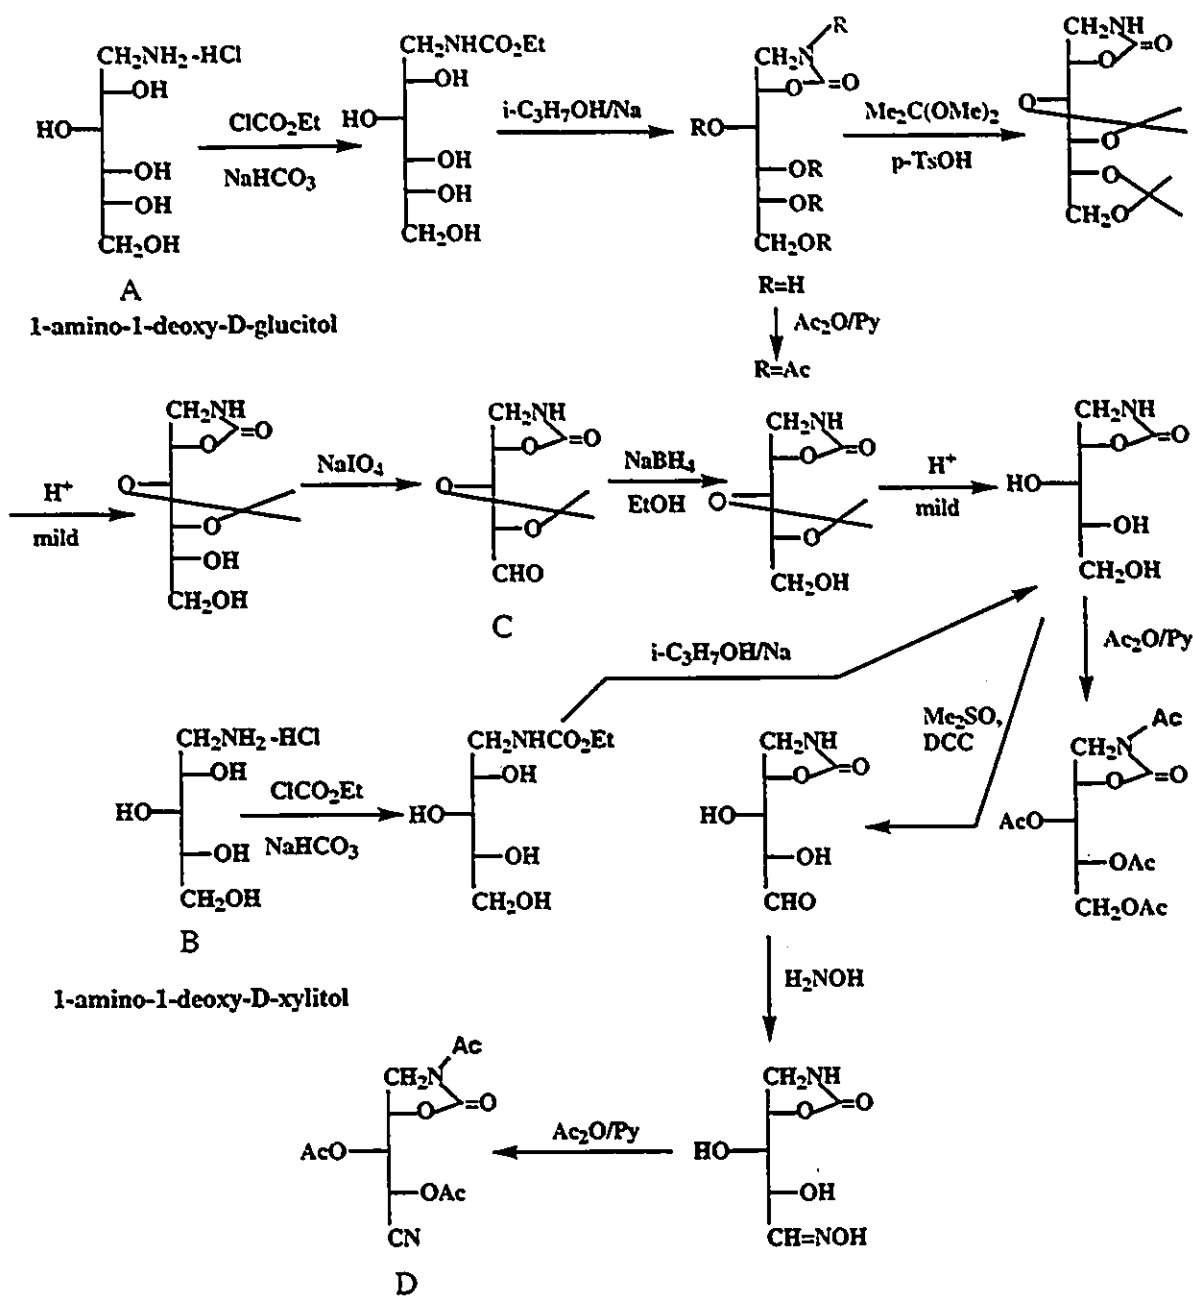 CH₂NH₂-HCl
OH
HO
OH
OH
CH₂OH
A
1-amino-1-deoxy-D-glucitol
ClCO₂Et
NaHCO₃
CH₂NHCO₂Et
OH
HO
OH
OH
CH₂OH
i-C₃H₇OH/Na
R
CH₂N
O =O
RO
OR
OR
CH₂OR
R=H
Ac₂O/Py
R=Ac
Me₂C(OMe)₂
p-TsOH
CH₂NH
O =O
O
O
O
CH₂O
H⁺
mild
CH₂NH
O =O
O
O
OH
CH₂OH
NaIO₄
CH₂NH
O =O
O
O
CHO
C
NaBH₄
EtOH
CH₂NH
O =O
O
O
CH₂OH
H⁺
mild
CH₂NH
O =O
HO
OH
CH₂OH
Ac₂O/Py
i-C₃H₇OH/Na
Me₂SO,
DCC
CH₂NH₂-HCl
OH
HO
OH
CH₂OH
B
1-amino-1-deoxy-D-xylitol
ClCO₂Et
NaHCO₃
CH₂NHCO₂Et
OH
HO
OH
CH₂OH
CH₂NH
O =O
HO
OH
CHO
Ac
CH₂N
O =O
AcO
OAc
CH₂OAc
H₂NOH
CH₂NH
O =O
HO
OH
CH=NOH
Ac₂O/Py
Ac
CH₂N
O =O
AcO
OAc
CN
D